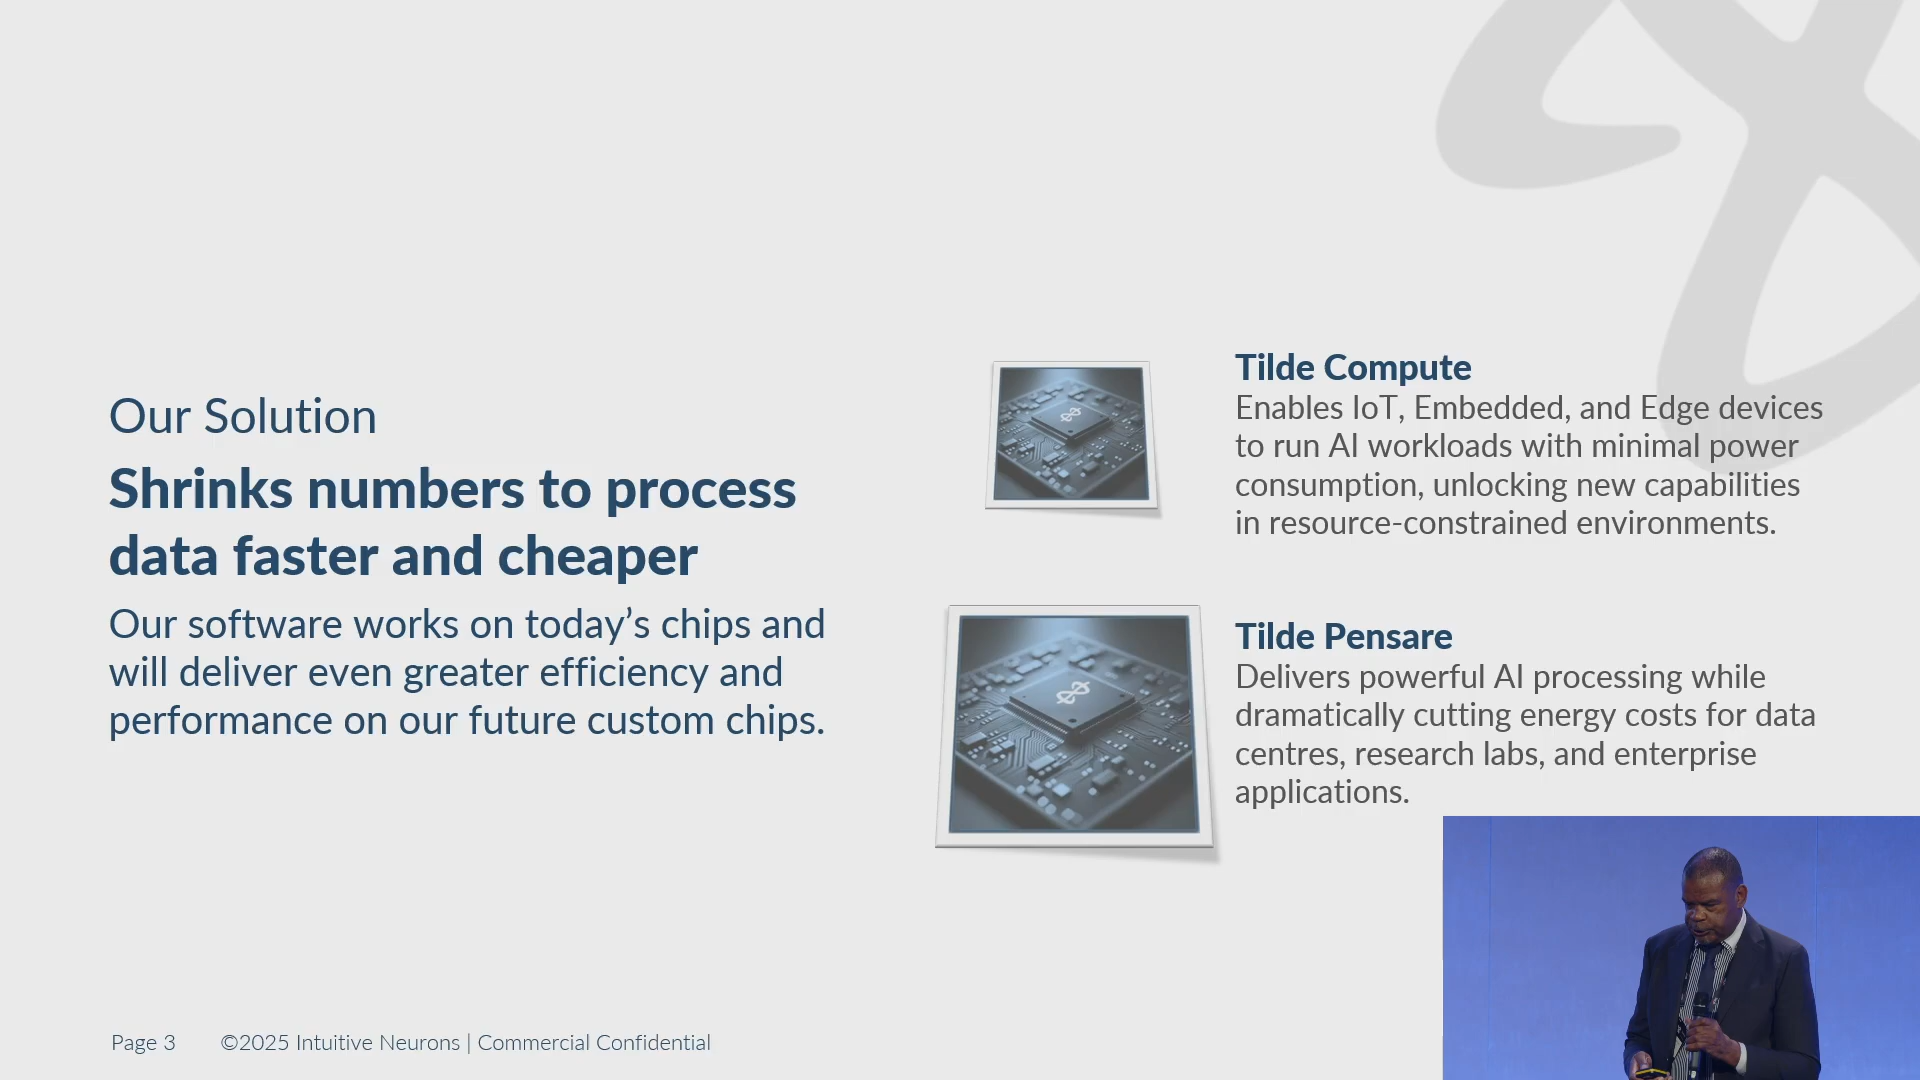 Our Solution
Shrinks numbers to process
data faster and cheaper
Our software works on today’s chips and
will deliver even greater efficiency and
performance on our future custom chips.
Tilde Compute
Enables IoT, Embedded, and Edge devices
to run AI workloads with minimal power
consumption, unlocking new capabilities
in resource-constrained environments.
Tilde Pensare
Delivers powerful AI processing while
dramatically cutting energy costs for data
centres, research labs, and enterprise
applications.
Page 3 ©2025 Intuitive Neurons | Commercial Confidential